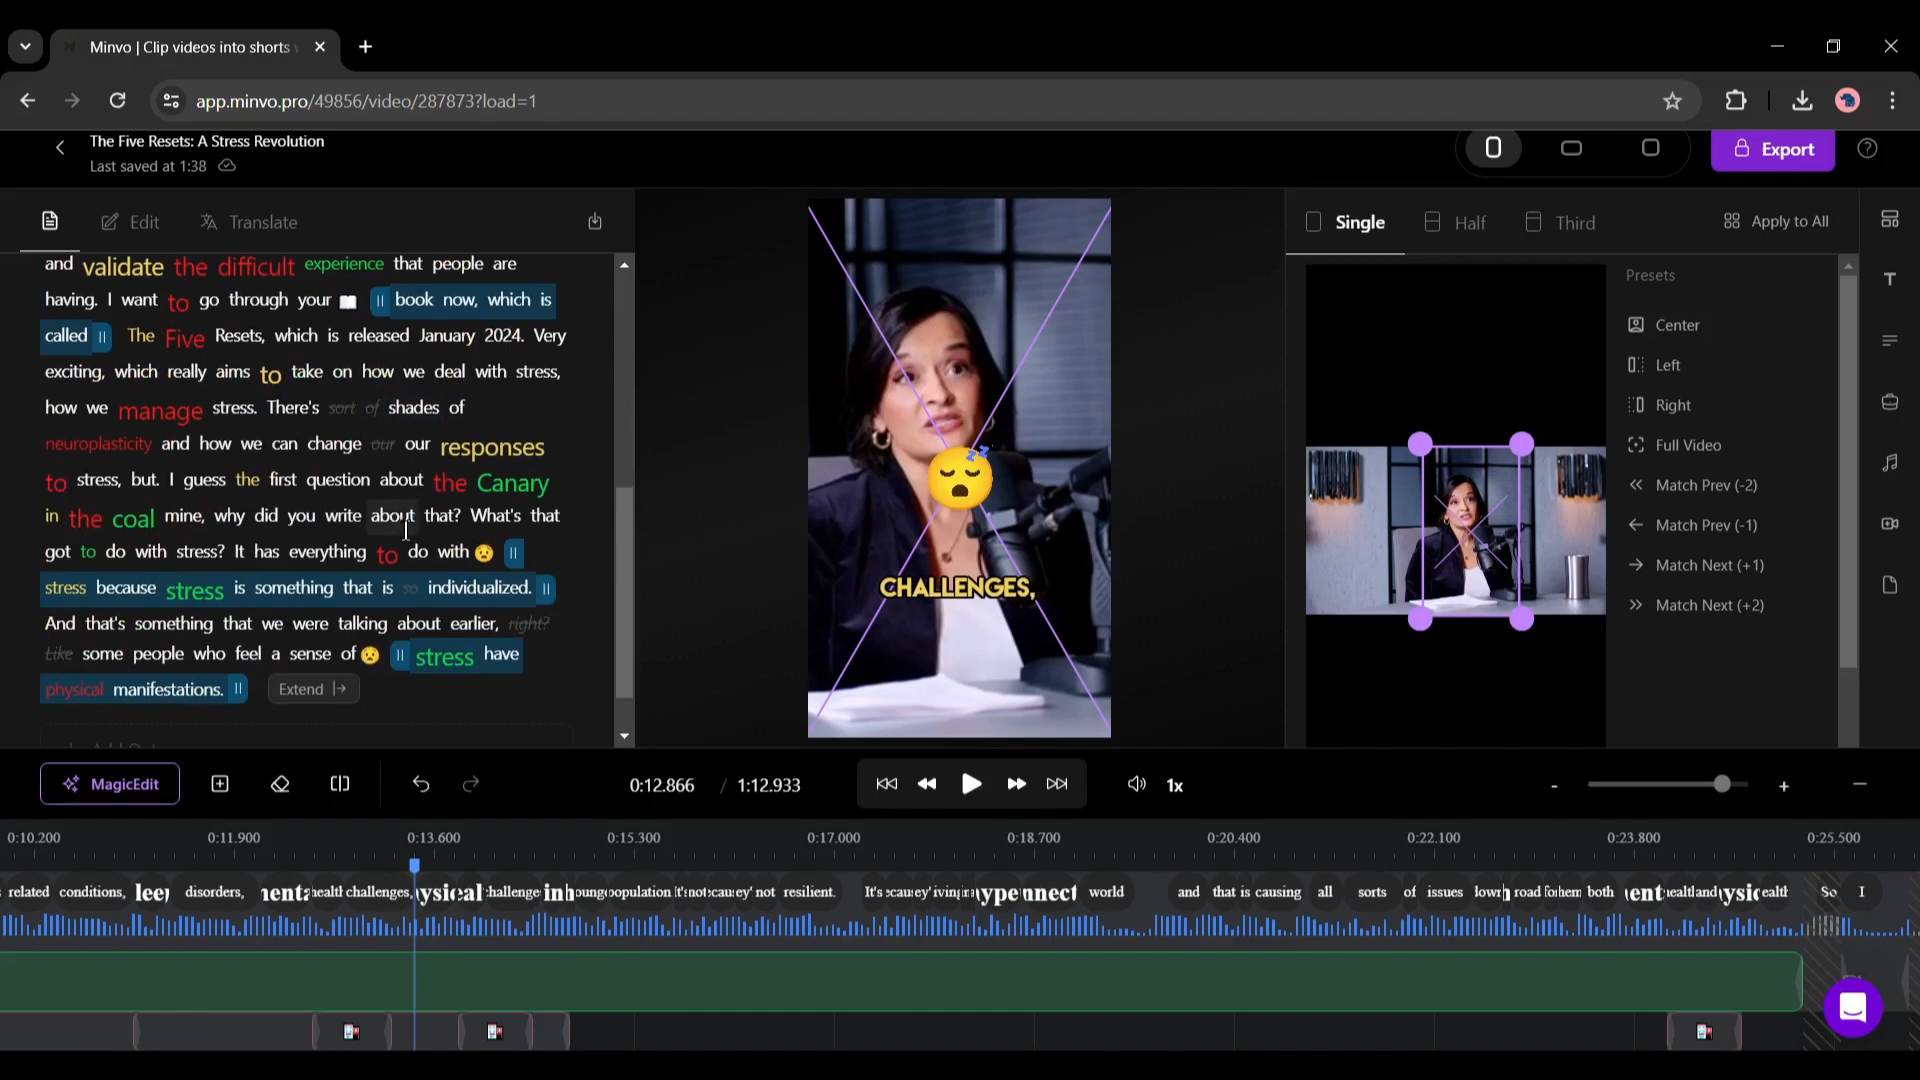 Minvo | Clip videos into shorts
app.minvo.pro/49856/video/287873?load=1
The Five Resets: A Stress Revolution
Last saved at 1:38
Export
Edit
Translate
and validate the difficult experience that people are
having. I want to go through your book now, which is
called The Five Resets, which is released January 2024. Very
exciting, which really aims to take on how we deal with stress,
how we manage stress. There's sort of shades of
neuroplasticity and how we can change our our responses
to stress, but. I guess the first question about the Canary
in the coal mine, why did you write about that? What's that
got to do with stress? It has everything to do with
stress because stress is something that is so individualized.
And that's something that we were talking about earlier, right?
Like some people who feel a sense of stress have
physical manifestations. Extend
CHALLENGES,
Single
Half
Third
Apply to All
Presets
Center
Left
Right
Full Video
Match Prev (-2)
Match Prev (-1)
Match Next (+1)
Match Next (+2)
MagicEdit
0:12.866 / 1:12.933
1x
- +
0:10.200 0:11.900 0:13.600 0:15.300 0:17.000 0:18.700 0:20.400 0:22.100 0:23.800 0:25.500
related conditions, disorders, challenges, population not resilient. It's world and that is causing all sorts of issues road both and So I